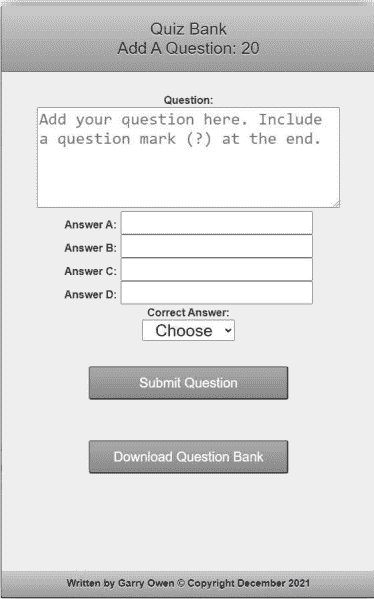 Quiz Bank
Add A Question: 20
Question:
Add your question here. Include
a question mark (?) at the end.
Answer A:
Answer B:
Answer C:
Answer D:
Correct Answer:
Choose
Submit Question
Download Question Bank
Written by Garry Owen © Copyright December 2021